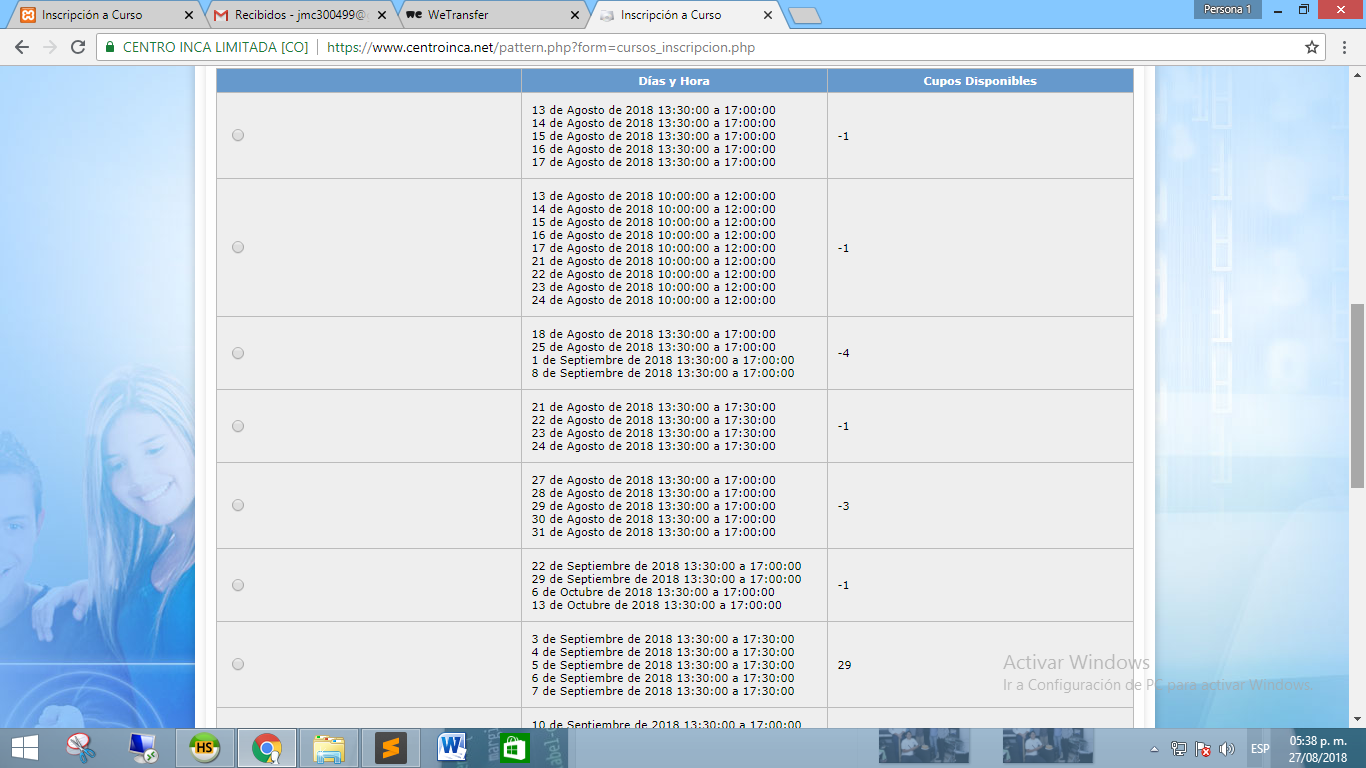 Inscripción a Curso
Recibidos - jmc300499@
WeTransfer
Inscripción a Curso
Persona 1
CENTRO INCA LIMITADA [CO]
https://www.centroinca.net/pattern.php?form=cursos_inscripcion.php
Días y Hora
Cupos Disponibles
13 de Agosto de 2018 13:30:00 a 17:00:00
14 de Agosto de 2018 13:30:00 a 17:00:00
15 de Agosto de 2018 13:30:00 a 17:00:00
16 de Agosto de 2018 13:30:00 a 17:00:00
17 de Agosto de 2018 13:30:00 a 17:00:00
-1
13 de Agosto de 2018 10:00:00 a 12:00:00
14 de Agosto de 2018 10:00:00 a 12:00:00
15 de Agosto de 2018 10:00:00 a 12:00:00
16 de Agosto de 2018 10:00:00 a 12:00:00
17 de Agosto de 2018 10:00:00 a 12:00:00
21 de Agosto de 2018 10:00:00 a 12:00:00
22 de Agosto de 2018 10:00:00 a 12:00:00
23 de Agosto de 2018 10:00:00 a 12:00:00
24 de Agosto de 2018 10:00:00 a 12:00:00
-1
18 de Agosto de 2018 13:30:00 a 17:00:00
25 de Agosto de 2018 13:30:00 a 17:00:00
1 de Septiembre de 2018 13:30:00 a 17:00:00
8 de Septiembre de 2018 13:30:00 a 17:00:00
-4
21 de Agosto de 2018 13:30:00 a 17:30:00
22 de Agosto de 2018 13:30:00 a 17:30:00
23 de Agosto de 2018 13:30:00 a 17:30:00
24 de Agosto de 2018 13:30:00 a 17:30:00
-1
27 de Agosto de 2018 13:30:00 a 17:00:00
28 de Agosto de 2018 13:30:00 a 17:00:00
29 de Agosto de 2018 13:30:00 a 17:00:00
30 de Agosto de 2018 13:30:00 a 17:00:00
31 de Agosto de 2018 13:30:00 a 17:00:00
-3
22 de Septiembre de 2018 13:30:00 a 17:00:00
29 de Septiembre de 2018 13:30:00 a 17:00:00
6 de Octubre de 2018 13:30:00 a 17:00:00
13 de Octubre de 2018 13:30:00 a 17:00:00
-1
3 de Septiembre de 2018 13:30:00 a 17:30:00
4 de Septiembre de 2018 13:30:00 a 17:30:00
5 de Septiembre de 2018 13:30:00 a 17:30:00
6 de Septiembre de 2018 13:30:00 a 17:30:00
7 de Septiembre de 2018 13:30:00 a 17:30:00
29
10 de Septiembre de 2018 13:30:00 a 17:00:00
Activar Windows
Ir a Configuración de PC para activar Windows.
HS
ESP
05:38 p. m.
27/08/2018